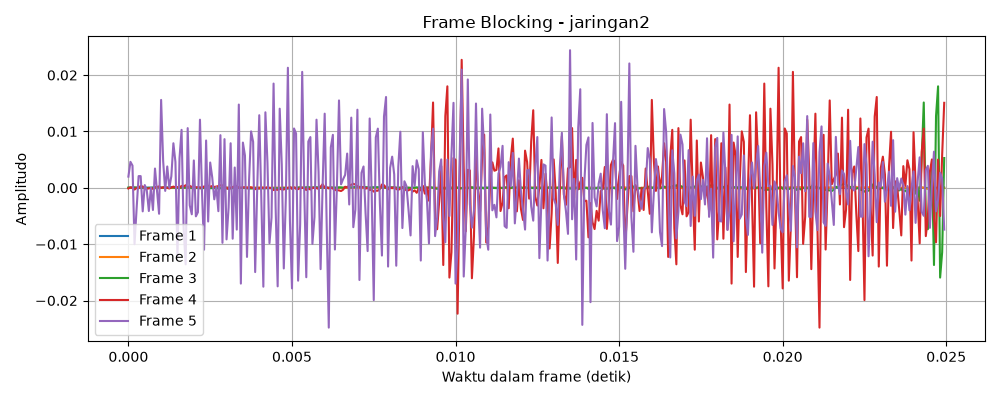 Frame Blocking - jaringan2
Amplitudo
0.02
0.01
0.00
−0.01
−0.02
Frame 1
Frame 2
Frame 3
Frame 4
Frame 5
0.000 0.005 0.010 0.015 0.020 0.025
Waktu dalam frame (detik)